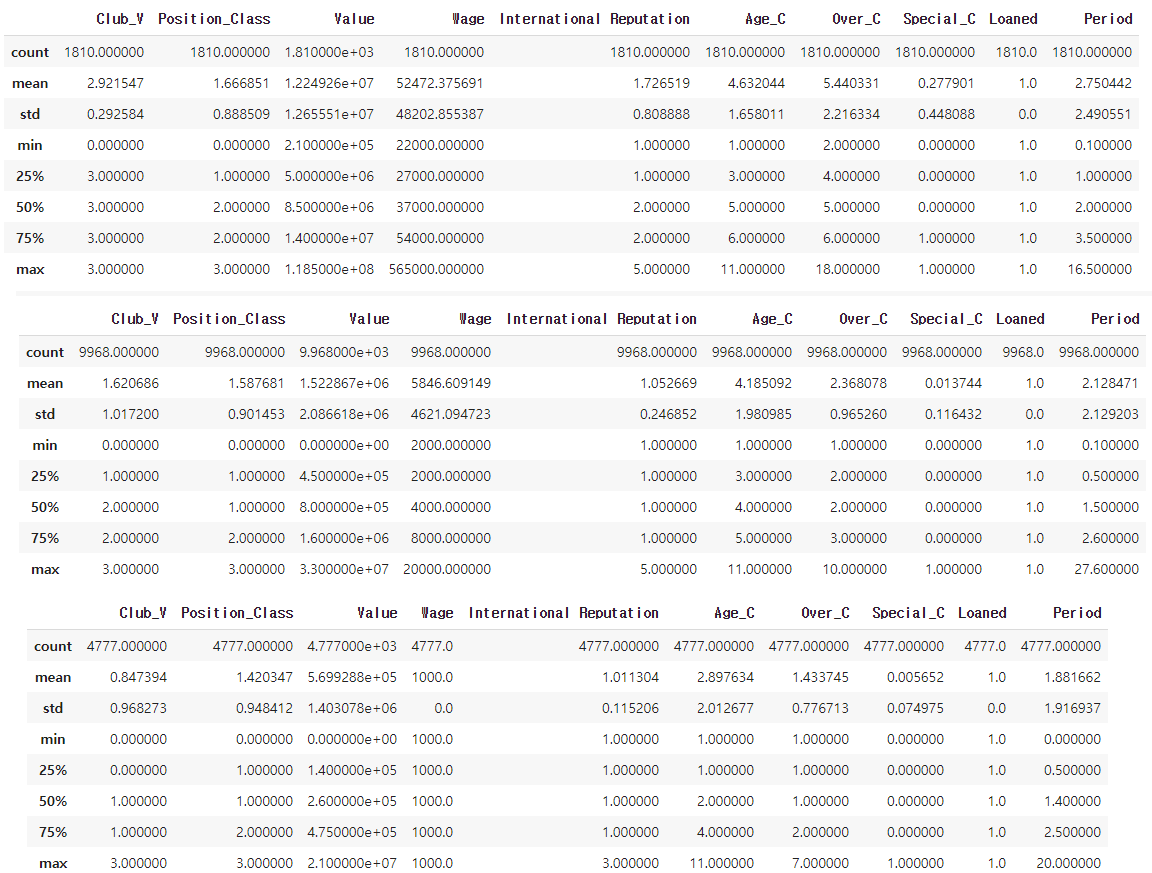 Club_V Position_Class Value Wage International Reputation Age_C Over_C Special_C Loaned Period
count 1810.000000 1810.000000 1.810000e+03 1810.000000 1810.000000 1810.000000 1810.000000 1810.000000 1810.0 1810.000000
mean 2.921547 1.666851 1.224926e+07 52472.375691 1.726519 4.632044 5.440331 0.277901 1.0 2.750442
std 0.292584 0.888509 1.265551e+07 48202.855387 0.808888 1.658011 2.216334 0.448088 0.0 2.490551
min 0.000000 0.000000 2.100000e+05 22000.000000 1.000000 1.000000 2.000000 0.000000 1.0 0.100000
25% 3.000000 1.000000 5.000000e+06 27000.000000 1.000000 3.000000 4.000000 0.000000 1.0 1.000000
50% 3.000000 2.000000 8.500000e+06 37000.000000 2.000000 5.000000 5.000000 0.000000 1.0 2.000000
75% 3.000000 2.000000 1.400000e+07 54000.000000 2.000000 6.000000 6.000000 1.000000 1.0 3.500000
max 3.000000 3.000000 1.185000e+08 565000.000000 5.000000 11.000000 18.000000 1.000000 1.0 16.500000
Club_V Position_Class Value Wage International Reputation Age_C Over_C Special_C Loaned Period
count 9968.000000 9968.000000 9.968000e+03 9968.000000 9968.000000 9968.000000 9968.000000 9968.000000 9968.0 9968.000000
mean 1.620686 1.587681 1.522867e+06 5846.609149 1.052669 4.185092 2.368078 0.013744 1.0 2.128471
std 1.017200 0.901453 2.086618e+06 4621.094723 0.246852 1.980985 0.965260 0.116432 0.0 2.129203
min 0.000000 0.000000 0.000000e+00 2000.000000 1.000000 1.000000 1.000000 0.000000 1.0 0.100000
25% 1.000000 1.000000 4.500000e+05 2000.000000 1.000000 3.000000 2.000000 0.000000 1.0 0.500000
50% 2.000000 1.000000 8.000000e+05 4000.000000 1.000000 4.000000 2.000000 0.000000 1.0 1.500000
75% 2.000000 2.000000 1.600000e+06 8000.000000 1.000000 5.000000 3.000000 0.000000 1.0 2.600000
max 3.000000 3.000000 3.300000e+07 20000.000000 5.000000 11.000000 10.000000 1.000000 1.0 27.600000
Club_V Position_Class Value Wage International Reputation Age_C Over_C Special_C Loaned Period
count 4777.000000 4777.000000 4.777000e+03 4777.0 4777.000000 4777.000000 4777.000000 4777.000000 4777.0 4777.000000
mean 0.847394 1.420347 5.699288e+05 1000.0 1.011304 2.897634 1.433745 0.005652 1.0 1.881662
std 0.968273 0.948412 1.403078e+06 0.0 0.115206 2.012677 0.776713 0.074975 0.0 1.916937
min 0.000000 0.000000 0.000000e+00 1000.0 1.000000 1.000000 1.000000 0.000000 1.0 0.000000
25% 0.000000 1.000000 1.400000e+05 1000.0 1.000000 1.000000 1.000000 0.000000 1.0 0.500000
50% 1.000000 1.000000 2.600000e+05 1000.0 1.000000 2.000000 1.000000 0.000000 1.0 1.400000
75% 1.000000 2.000000 4.750000e+05 1000.0 1.000000 4.000000 2.000000 0.000000 1.0 2.500000
max 3.000000 3.000000 2.100000e+07 1000.0 3.000000 11.000000 7.000000 1.000000 1.0 20.000000